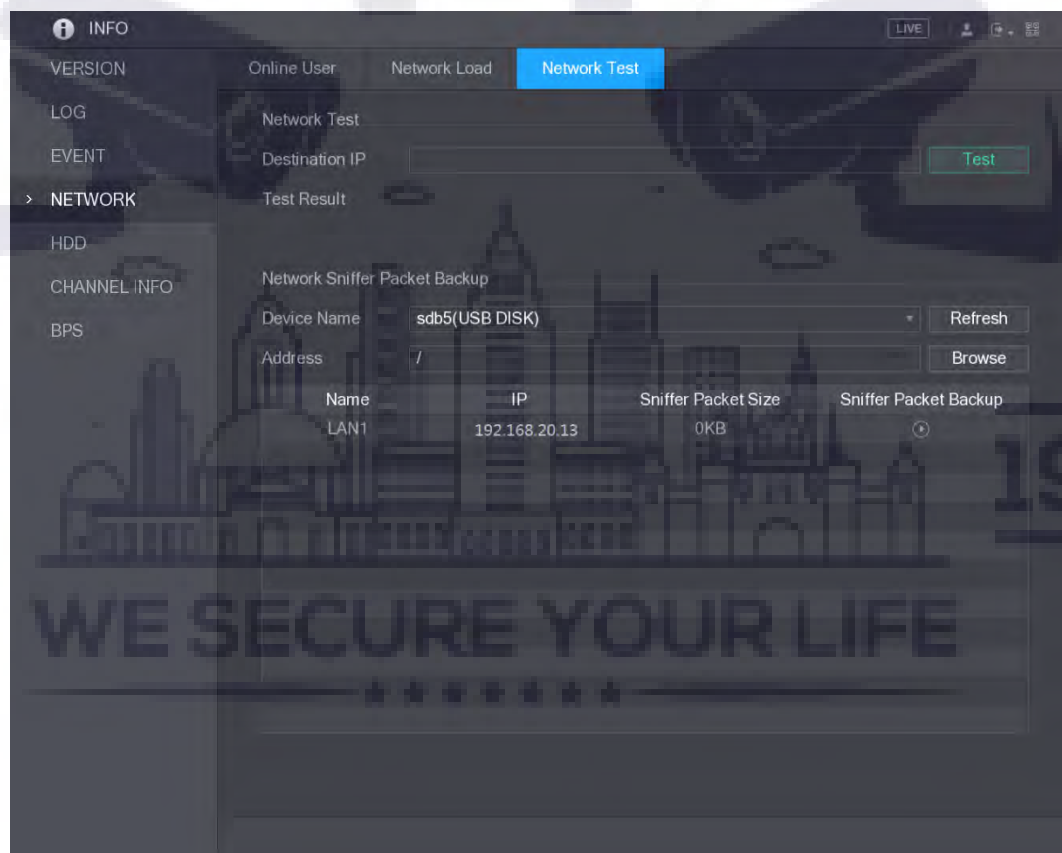 INFO
LIVE
VERSION
Online User Network Load Network Test
LOG
Network Test
EVENT
Destination IP Test
> NETWORK
Test Result
HDD
CHANNEL INFO
Network Sniffer Packet Backup
BPS
Device Name sdb5(USB DISK) Refresh
Address / Browse
Name IP Sniffer Packet Size Sniffer Packet Backup
LAN1 192.168.20.13 0KB
19
WE SECURE YOUR LIFE